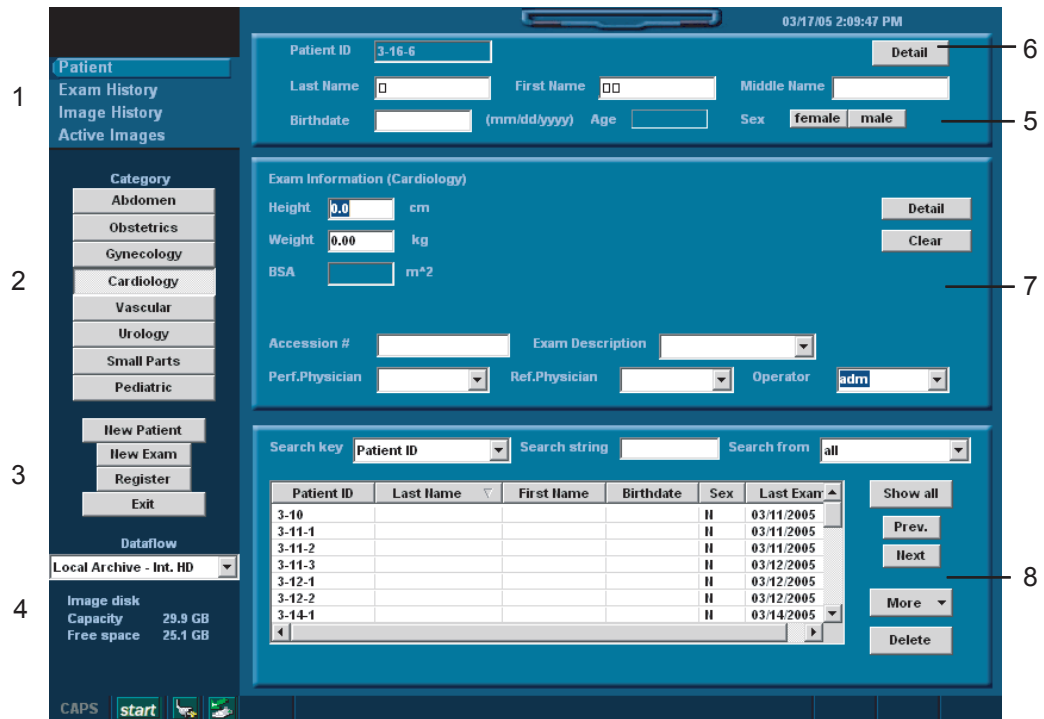 03/17/05 2:09:47 PM
1
Patient
Exam History
Image History
Active Images
Patient ID 3-16-6 Detail 6
Last Name First Name Middle Name
Birthdate (mm/dd/yyyy) Age Sex female male 5
2
Category
Abdomen
Obstetrics
Gynecology
Cardiology
Vascular
Urology
Small Parts
Pediatric
Exam Information (Cardiology)
Height 0.0 cm Detail
Weight 0.00 kg Clear
BSA m^2
7
Accession # Exam Description
Perf.Physician Ref.Physician Operator adm
3
New Patient
New Exam
Register
Exit
Dataflow
Local Archive - Int. HD
4
Image disk
Capacity 29.9 GB
Free space 25.1 GB
Search key Patient ID Search string Search from all
Patient ID Last Name First Name Birthdate Sex Last Exam
3-10 N 03/11/2005
3-11-1 N 03/11/2005
3-11-2 N 03/11/2005
3-11-3 N 03/12/2005
3-12-1 N 03/12/2005
3-12-2 N 03/12/2005
3-14-1 N 03/14/2005
Show all
Prev.
Next
8
More
Delete
CAPS start